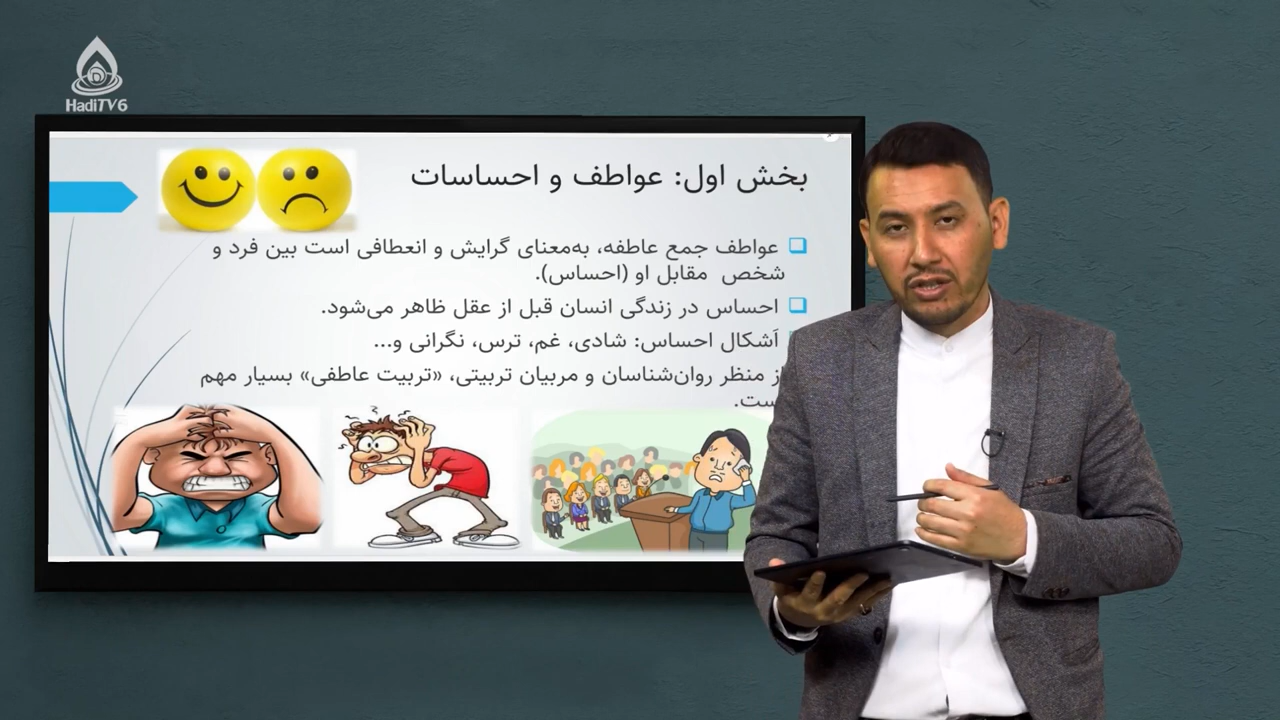 HadiTV6
بخش اول: عواطف و احساسات
عواطف جمع عاطفه، به‌معنای گرایش و انعطافی است بین فرد و
شخص مقابل او (احساس).
احساس در زندگی انسان قبل از عقل ظاهر می‌شود.
اَشکال احساس: شادی، غم، ترس، نگرانی و...
از منظر روان‌شناسان و مربیان تربیتی، «تربیت عاطفی» بسیار مهم